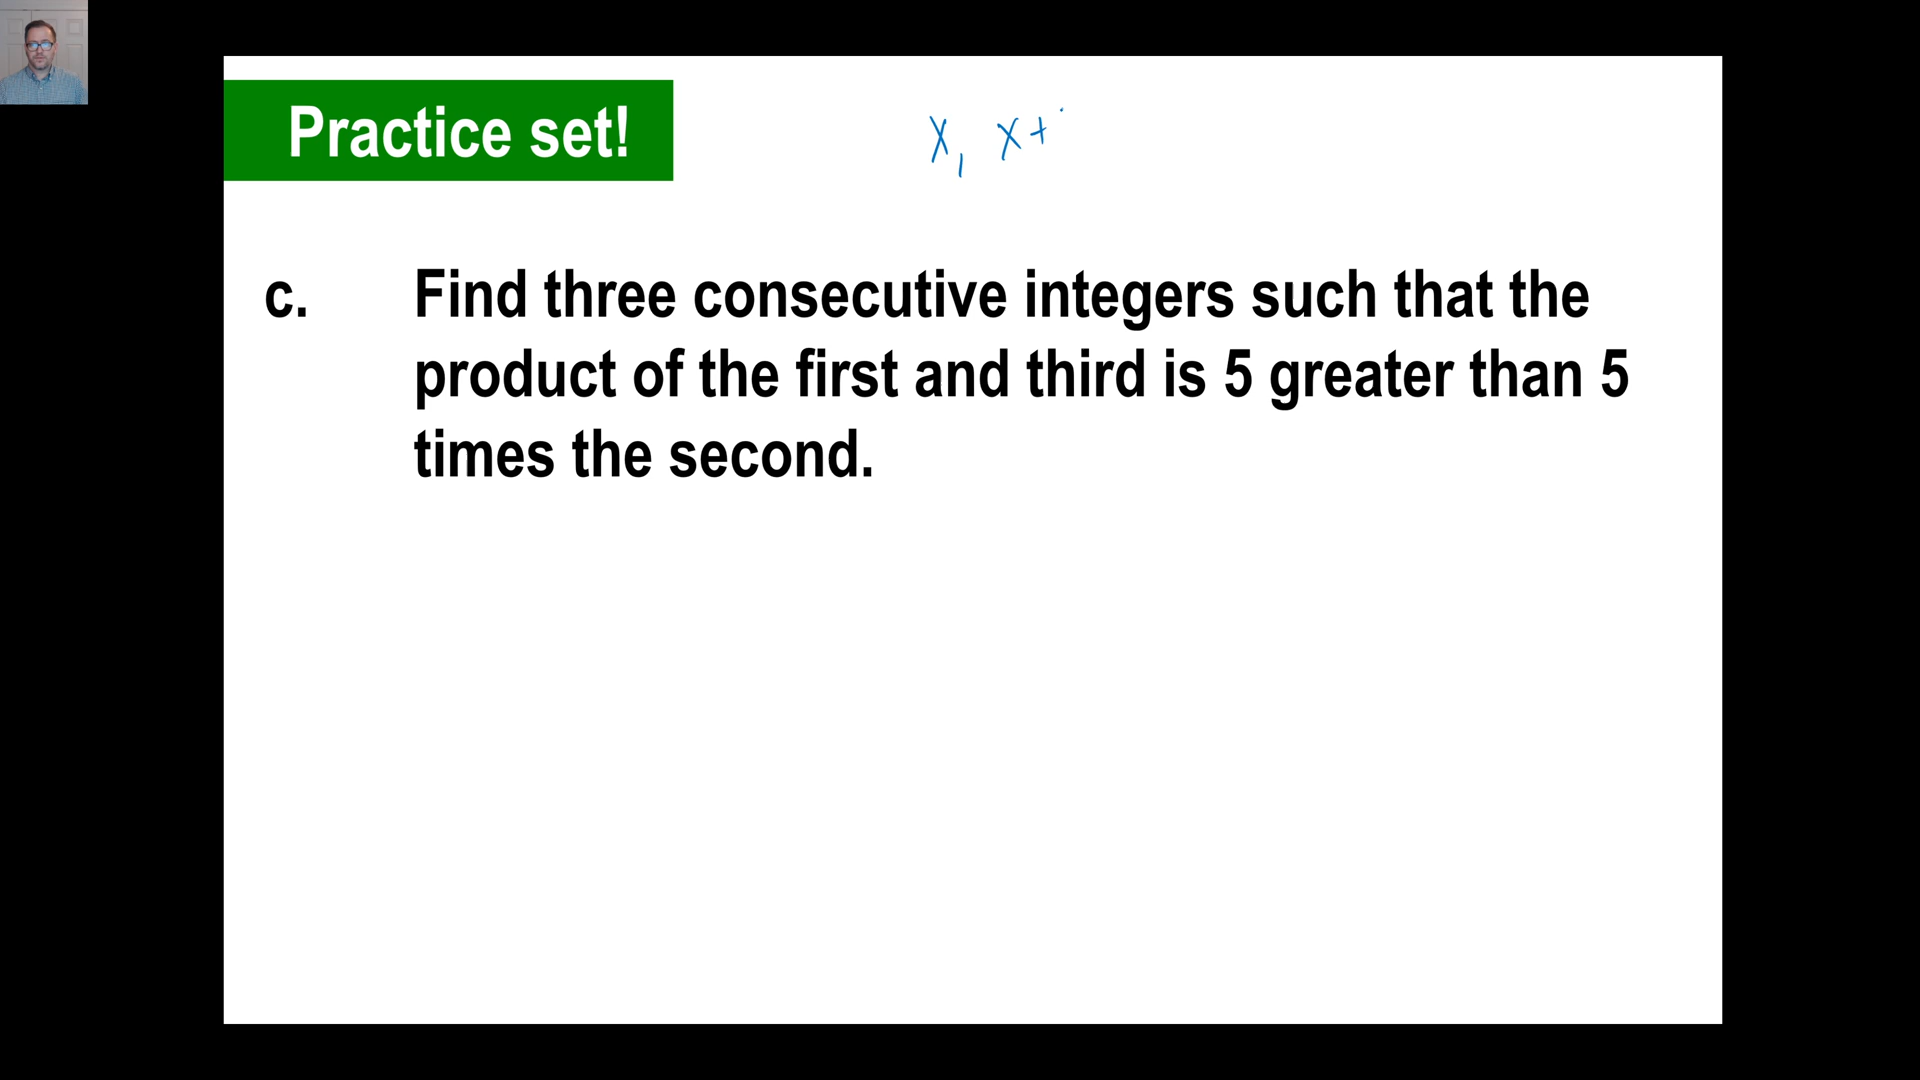 Practice set!
x, x+
c. Find three consecutive integers such that the
product of the first and third is 5 greater than 5
times the second.